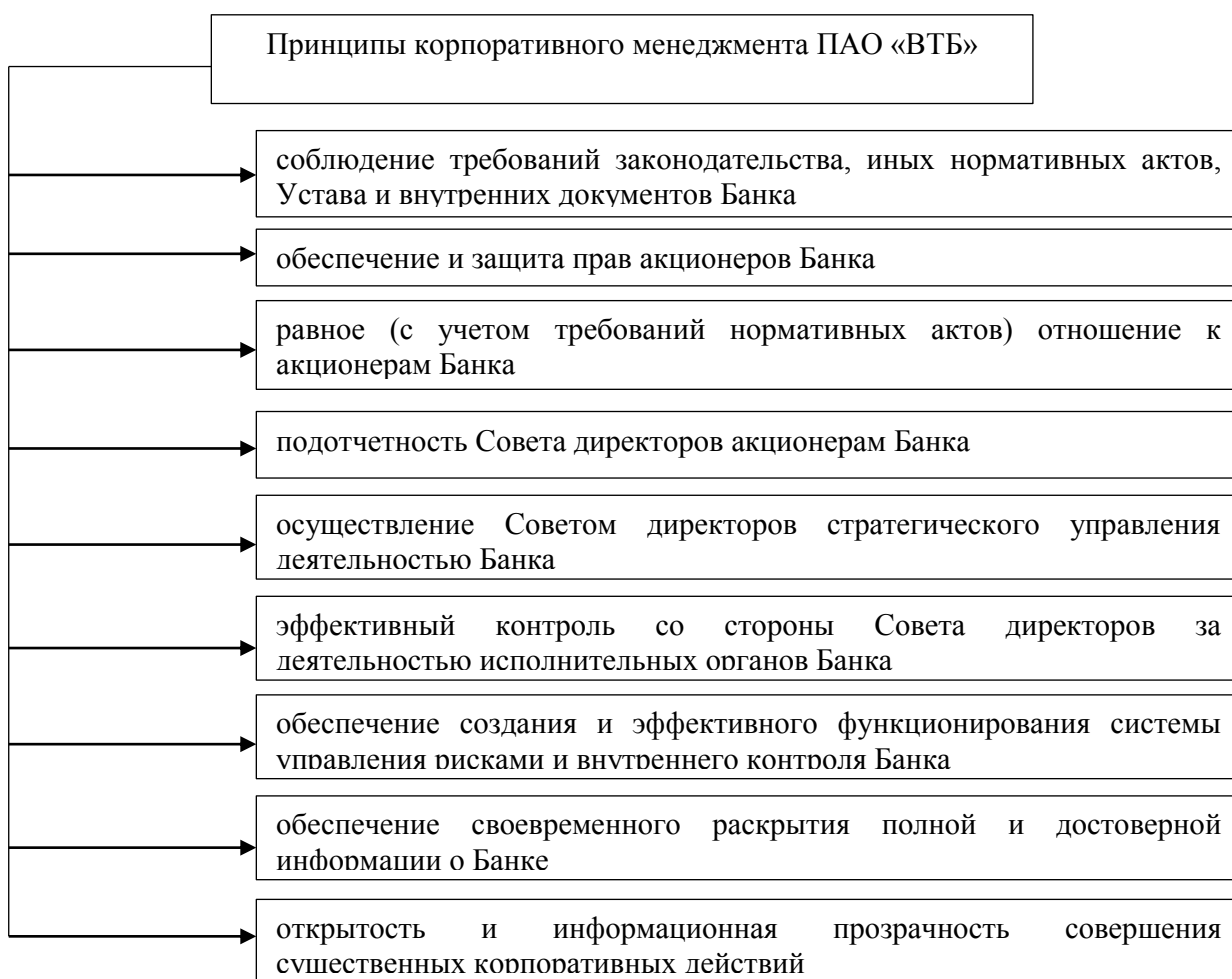 Принципы корпоративного менеджмента ПАО «ВТБ»
соблюдение требований законодательства, иных нормативных актов,
Устава и внутренних документов Банка
обеспечение и защита прав акционеров Банка
равное (с учетом требований нормативных актов) отношение к
акционерам Банка
подотчетность Совета директоров акционерам Банка
осуществление Советом директоров стратегического управления
деятельностью Банка
эффективный контроль со стороны Совета директоров за
деятельностью исполнительных органов Банка
обеспечение создания и эффективного функционирования системы
управления рисками и внутреннего контроля Банка
обеспечение своевременного раскрытия полной и достоверной
информации о Банке
открытость и информационная прозрачность совершения
существенных корпоративных действий